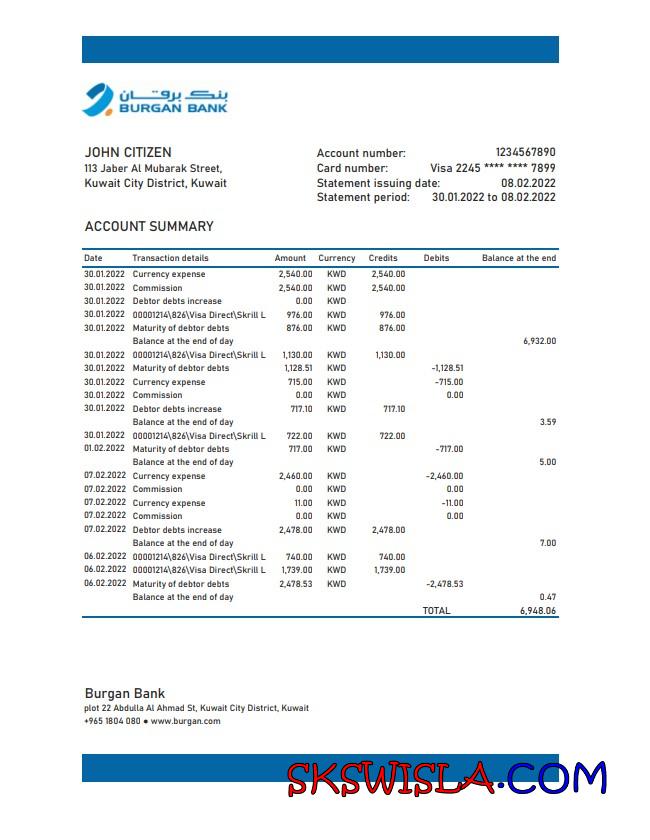 بنك برقان
BURGAN BANK
JOHN CITIZEN
113 Jaber Al Mubarak Street,
Kuwait City District, Kuwait
Account number: 1234567890
Card number: Visa 2245 **** **** 7899
Statement issuing date: 08.02.2022
Statement period: 30.01.2022 to 08.02.2022
ACCOUNT SUMMARY
Date Transaction details Amount Currency Credits Debits Balance at the end
30.01.2022 Currency expense 2,540.00 KWD 2,540.00
30.01.2022 Commission 2,540.00 KWD 2,540.00
30.01.2022 Debtor debts increase 0.00 KWD
30.01.2022 00001214\826\Visa Direct\Skrill L 976.00 KWD 976.00
30.01.2022 Maturity of debtor debts 876.00 KWD 876.00
Balance at the end of day 6,932.00
30.01.2022 00001214\826\Visa Direct\Skrill L 1,130.00 KWD 1,130.00
30.01.2022 Maturity of debtor debts 1,128.51 KWD -1,128.51
30.01.2022 Currency expense 715.00 KWD -715.00
30.01.2022 Commission 0.00 KWD 0.00
30.01.2022 Debtor debts increase 717.10 KWD 717.10
Balance at the end of day 3.59
30.01.2022 00001214\826\Visa Direct\Skrill L 722.00 KWD 722.00
01.02.2022 Maturity of debtor debts 717.00 KWD -717.00
Balance at the end of day 5.00
07.02.2022 Currency expense 2,460.00 KWD -2,460.00
07.02.2022 Commission 0.00 KWD 0.00
07.02.2022 Currency expense 11.00 KWD -11.00
07.02.2022 Commission 0.00 KWD 0.00
07.02.2022 Debtor debts increase 2,478.00 KWD 2,478.00
Balance at the end of day 7.00
06.02.2022 00001214\826\Visa Direct\Skrill L 740.00 KWD 740.00
06.02.2022 00001214\826\Visa Direct\Skrill L 1,739.00 KWD 1,739.00
06.02.2022 Maturity of debtor debts 2,478.53 KWD -2,478.53
Balance at the end of day 0.47
TOTAL 6,948.06
Burgan Bank
plot 22 Abdulla Al Ahmad St, Kuwait City District, Kuwait
+965 1804 080 ● www.burgan.com
SKSWISLA.COM